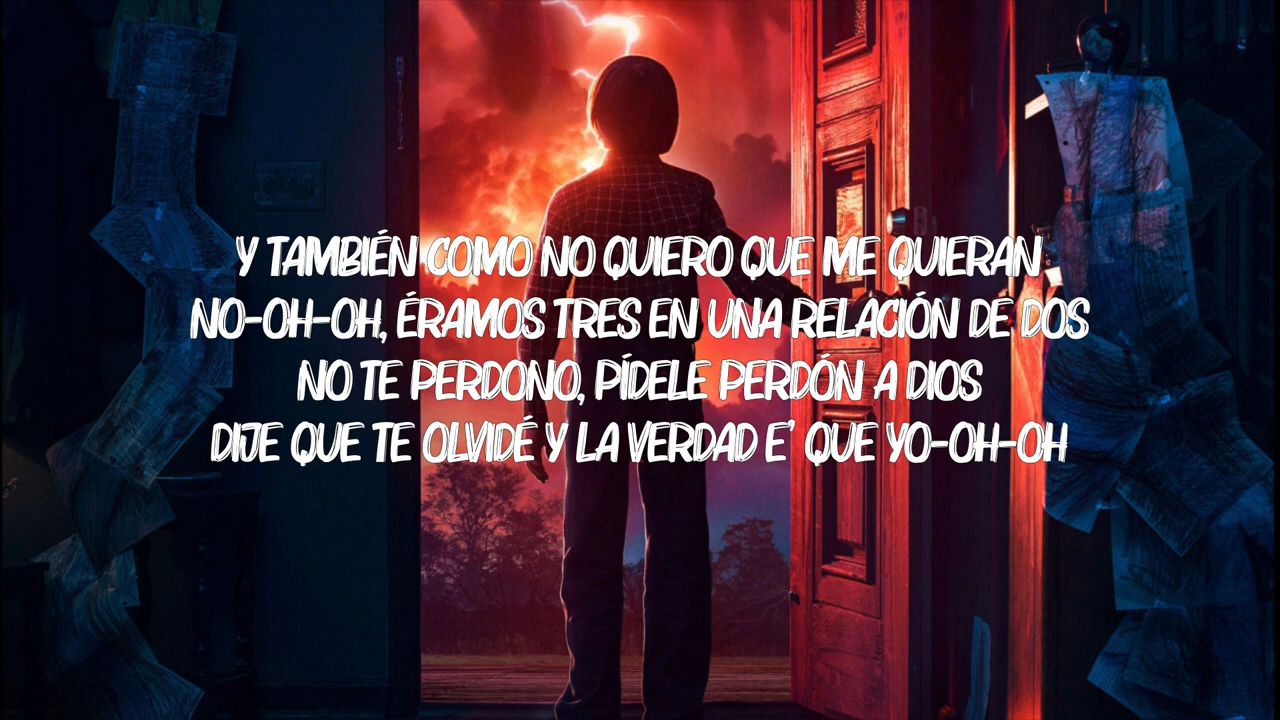 Y TAMBIÉN COMO NO QUIERO QUE ME QUIERAN
NO-OH-OH, ÉRAMOS TRES EN UNA RELACIÓN DE DOS
NO TE PERDONO, PÍDELE PERDÓN A DIOS
DIJE QUE TE OLVIDÉ Y LA VERDAD E' QUE YO-OH-OH